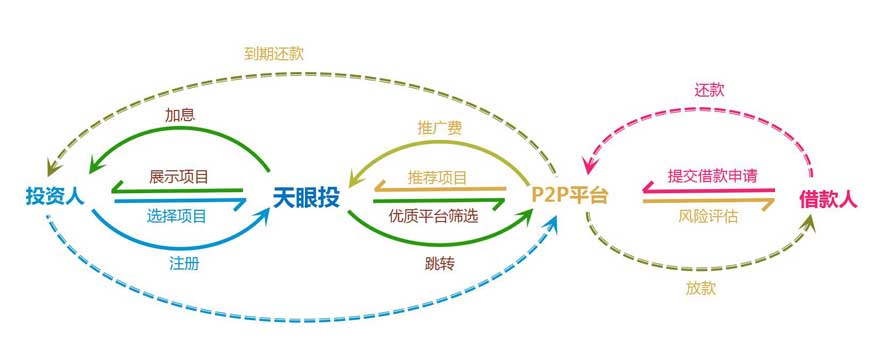 到期还款
还款
加息
推广费
展示项目
推荐项目
提交借款申请
投资人
天眼投
P2P平台
借款人
选择项目
优质平台筛选
风险评估
注册
跳转
放款